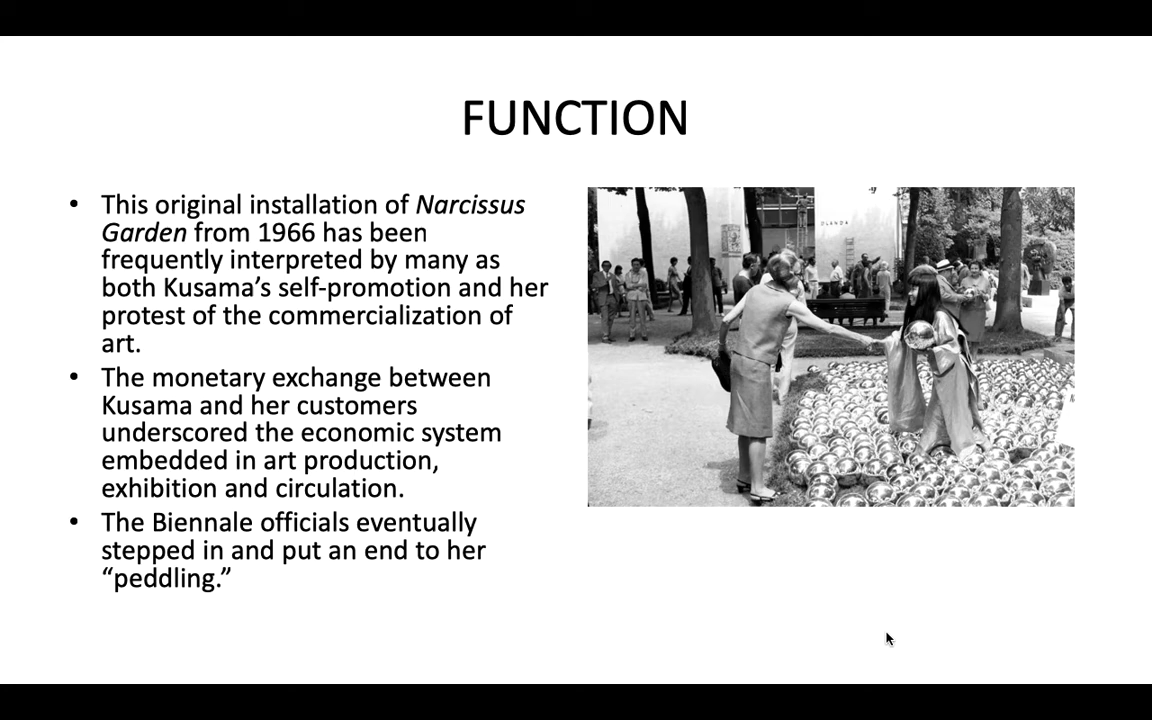 FUNCTION
• This original installation of Narcissus
Garden from 1966 has been
frequently interpreted by many as
both Kusama’s self-promotion and her
protest of the commercialization of
art.
• The monetary exchange between
Kusama and her customers
underscored the economic system
embedded in art production,
exhibition and circulation.
• The Biennale officials eventually
stepped in and put an end to her
“peddling.”
OLANDA